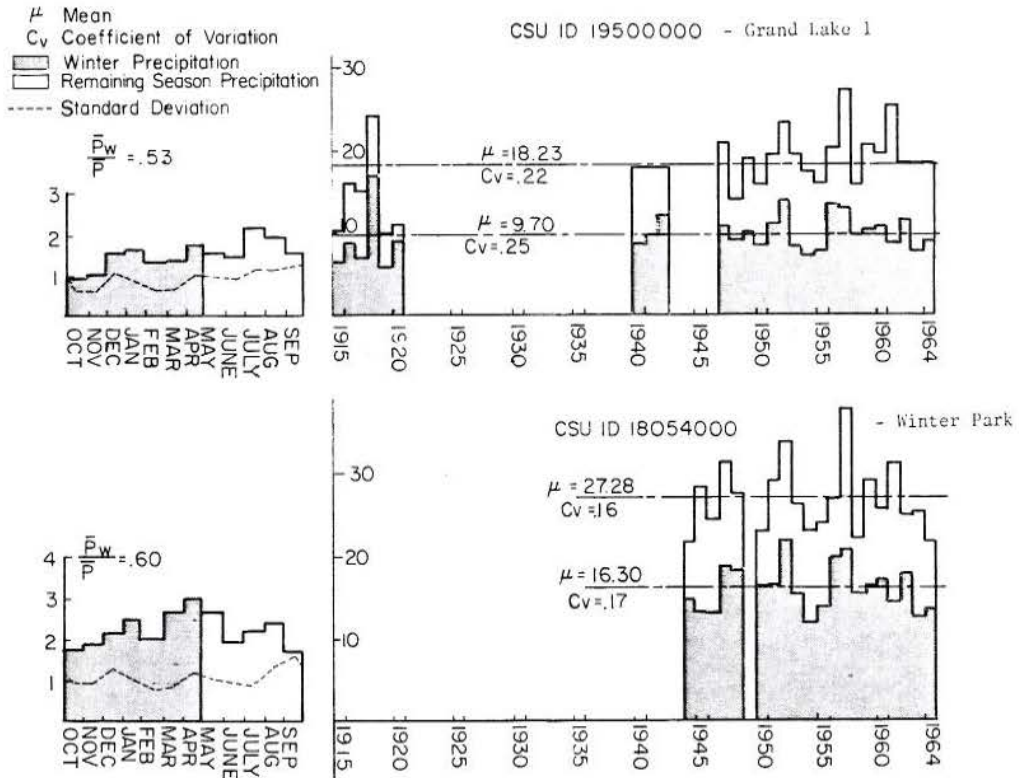 μ Mean
Cv Coefficient of Variation
Winter Precipitation
Remaining Season Precipitation
Standard Deviation
CSU ID 19500000 - Grand Lake 1
P̄w/P̄ = .53
3
2
1
OCT NOV DEC JAN FEB MAR APR MAY JUNE JULY AUG SEP
30
20
10
μ = 18.23
Cv = .22
μ = 9.70
Cv = .25
1915 1920 1925 1930 1935 1940 1945 1950 1955 1960 1964
CSU ID 18054000 - Winter Park
P̄w/P̄ = .60
4
3
2
1
OCT NOV DEC JAN FEB MAR APR MAY JUNE JULY AUG SEP
30
20
10
μ = 27.28
Cv = .16
μ = 16.30
Cv = .17
1915 1920 1925 1930 1935 1940 1945 1950 1955 1960 1964